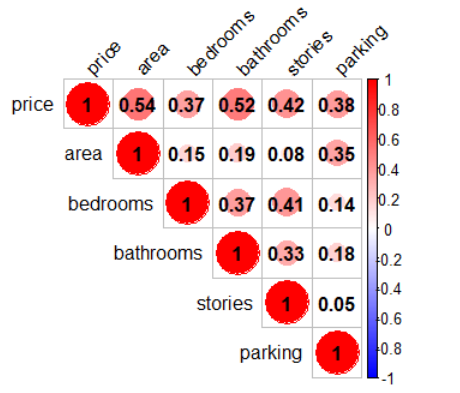 price area bedrooms bathrooms stories parking
price 1 0.54 0.37 0.52 0.42 0.38
area 1 0.15 0.19 0.08 0.35
bedrooms 1 0.37 0.41 0.14
bathrooms 1 0.33 0.18
stories 1 0.05
parking 1
1
0.8
0.6
0.4
0.2
0
-0.2
-0.4
-0.6
-0.8
-1